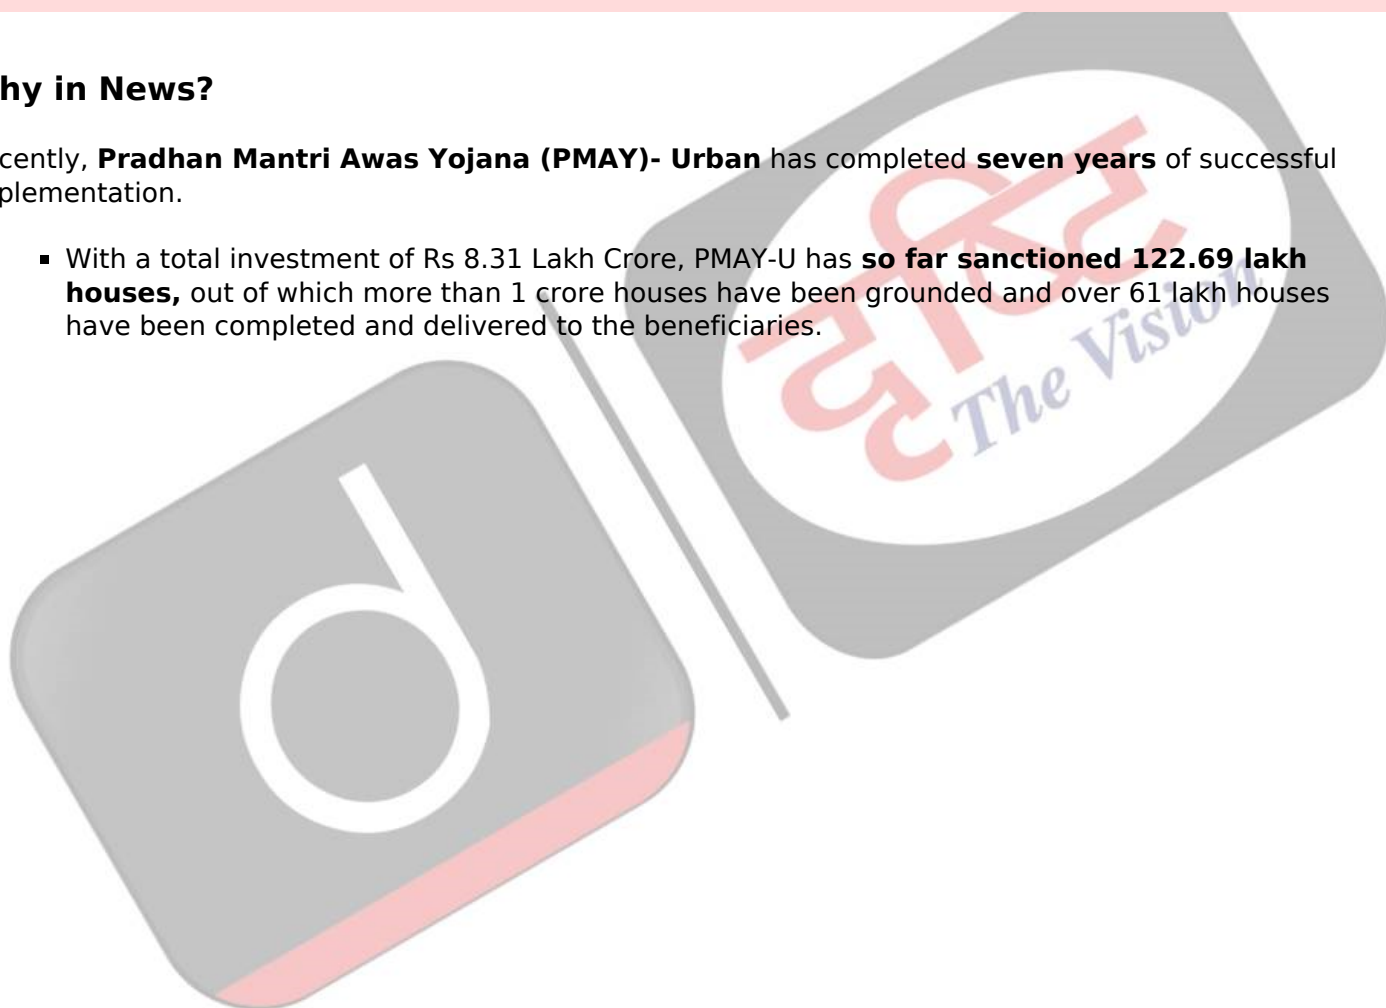 hy in News?
cently, Pradhan Mantri Awas Yojana (PMAY)- Urban has completed seven years of successful
plementation.
▪ With a total investment of Rs 8.31 Lakh Crore, PMAY-U has so far sanctioned 122.69 lakh
houses, out of which more than 1 crore houses have been grounded and over 61 lakh houses
have been completed and delivered to the beneficiaries.
दृष्टि
The Vision